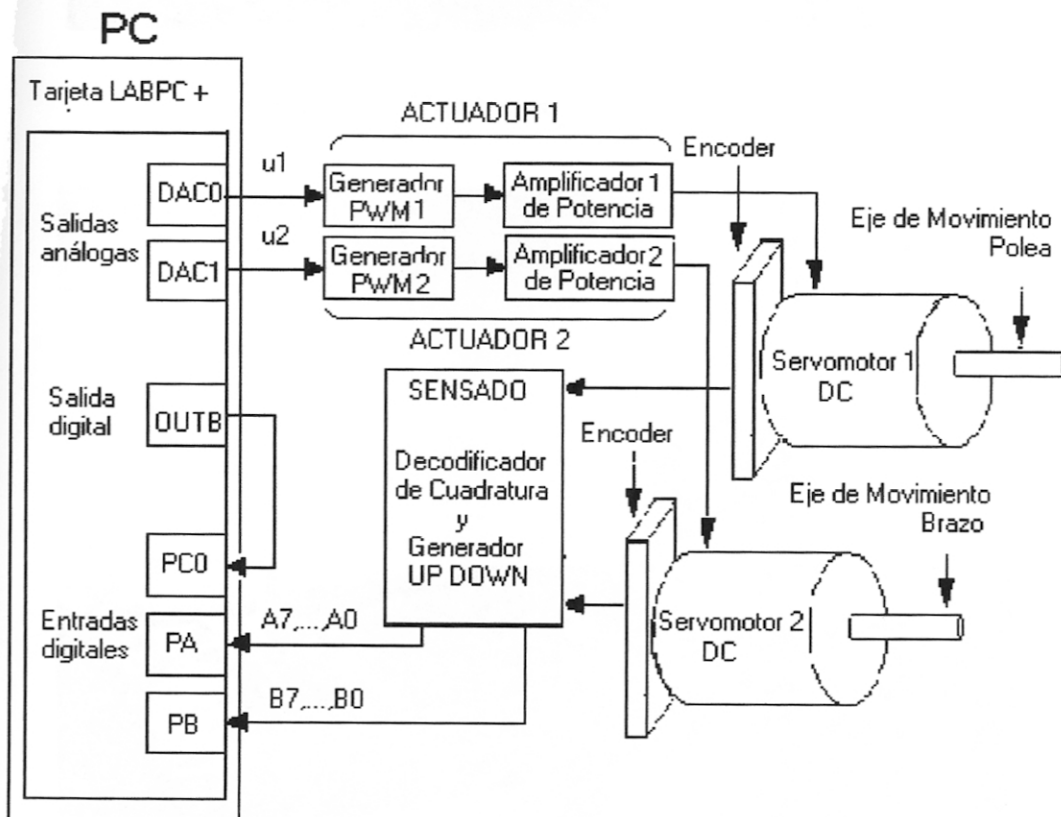 PC
Tarjeta LABPC +
ACTUADOR 1
u1
DAC0
Generador
PWM1
Amplificador 1
de Potencia
Encoder
Eje de Movimiento
Polea
Salidas
análogas
u2
DAC1
Generador
PWM2
Amplificador 2
de Potencia
ACTUADOR 2
Servomotor 1
DC
Salida
digital
OUTB
SENSADO
Decodificador
de Cuadratura
y
Generador
UP DOWN
Encoder
Eje de Movimiento
Brazo
PC0
Entradas
digitales
PA
A7,...,A0
Servomotor 2
DC
PB
B7,...,B0